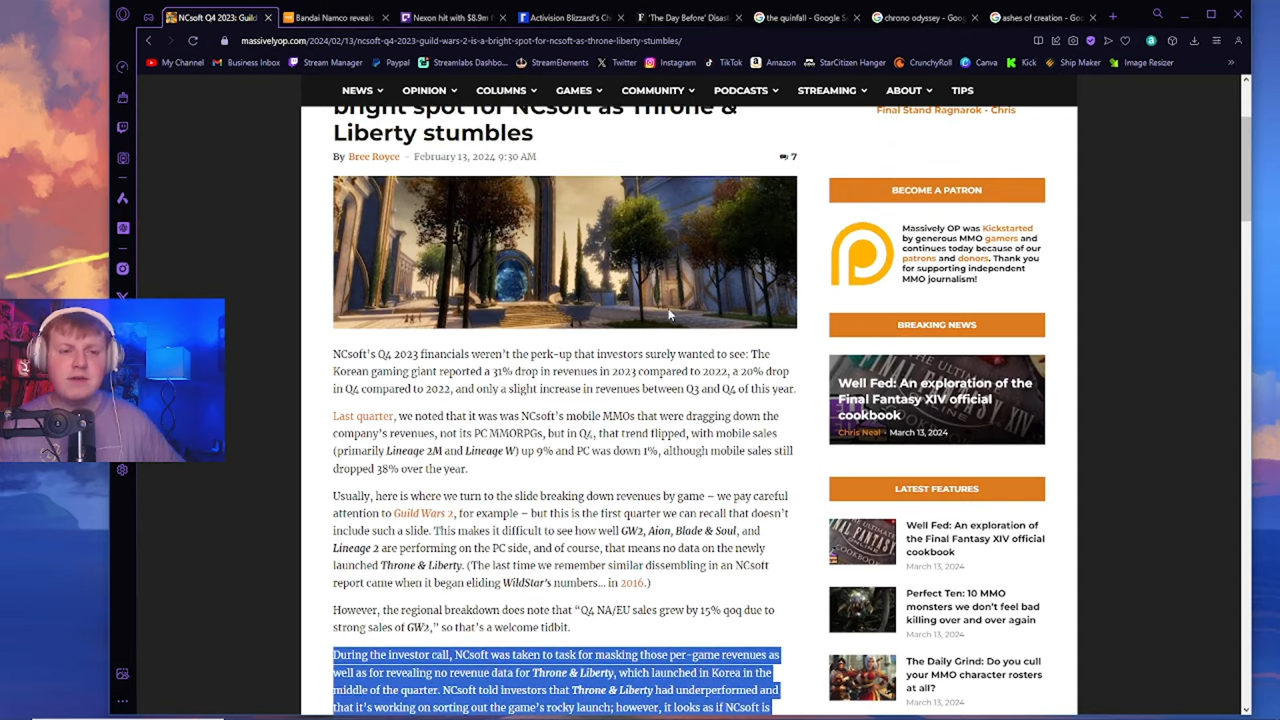 NCsoft Q4 2023: Guild
Bandai Namco reveals
Nexon hit with $8.9m f
Activision Blizzard's Ch
'The Day Before' Disast
the quinfall - Google S
chrono odyssey - Goo
ashes of creation - Go
massivelyop.com/2024/02/13/ncsoft-q4-2023-guild-wars-2-is-a-bright-spot-for-ncsoft-as-throne-liberty-stumbles/
My Channel
Business Inbox
Stream Manager
Paypal
Streamlabs Dashbo...
StreamElements
Twitter
Instagram
TikTok
Amazon
StarCitizen Hanger
CrunchyRoll
Canva
Kick
Ship Maker
Image Resizer
NEWS
OPINION
COLUMNS
GAMES
COMMUNITY
PODCASTS
STREAMING
ABOUT
TIPS
bright spot for NCsoft as Throne &
Liberty stumbles
By Bree Royce - February 13, 2024 9:30 AM
7
NCsoft's Q4 2023 financials weren't the perk-up that investors surely wanted to see: The
Korean gaming giant reported a 31% drop in revenues in 2023 compared to 2022, a 20% drop
in Q4 compared to 2022, and only a slight increase in revenues between Q3 and Q4 of this year.
Last quarter, we noted that it was was NCsoft's mobile MMOs that were dragging down the
company's revenues, not its PC MMORPGs, but in Q4, that trend flipped, with mobile sales
(primarily Lineage 2M and Lineage W) up 9% and PC was down 1%, although mobile sales still
dropped 38% over the year.
Usually, here is where we turn to the slide breaking down revenues by game – we pay careful
attention to Guild Wars 2, for example – but this is the first quarter we can recall that doesn't
include such a slide. This makes it difficult to see how well GW2, Aion, Blade & Soul, and
Lineage 2 are performing on the PC side, and of course, that means no data on the newly
launched Throne & Liberty. (The last time we remember similar dissembling in an NCsoft
report came when it began eliding WildStar's numbers... in 2016.)
However, the regional breakdown does note that "Q4 NA/EU sales grew by 15% qoq due to
strong sales of GW2," so that's a welcome tidbit.
During the investor call, NCsoft was taken to task for masking those per-game revenues as
well as for revealing no revenue data for Throne & Liberty, which launched in Korea in the
middle of the quarter. NCsoft told investors that Throne & Liberty had underperformed and
that it's working on sorting out the game's rocky launch; however, it looks as if NCsoft is
Final Stand Ragnarok - Chris
BECOME A PATRON
Massively OP was Kickstarted
by generous MMO gamers and
continues today because of our
patrons and donors. Thank you
for supporting independent
MMO journalism!
BREAKING NEWS
Well Fed: An exploration of the
Final Fantasy XIV official
cookbook
Chris Neal - March 13, 2024
LATEST FEATURES
Well Fed: An exploration of
the Final Fantasy XIV official
cookbook
March 13, 2024
Perfect Ten: 10 MMO
monsters we don't feel bad
killing over and over again
March 13, 2024
The Daily Grind: Do you cull
your MMO character rosters
at all?
March 13, 2024